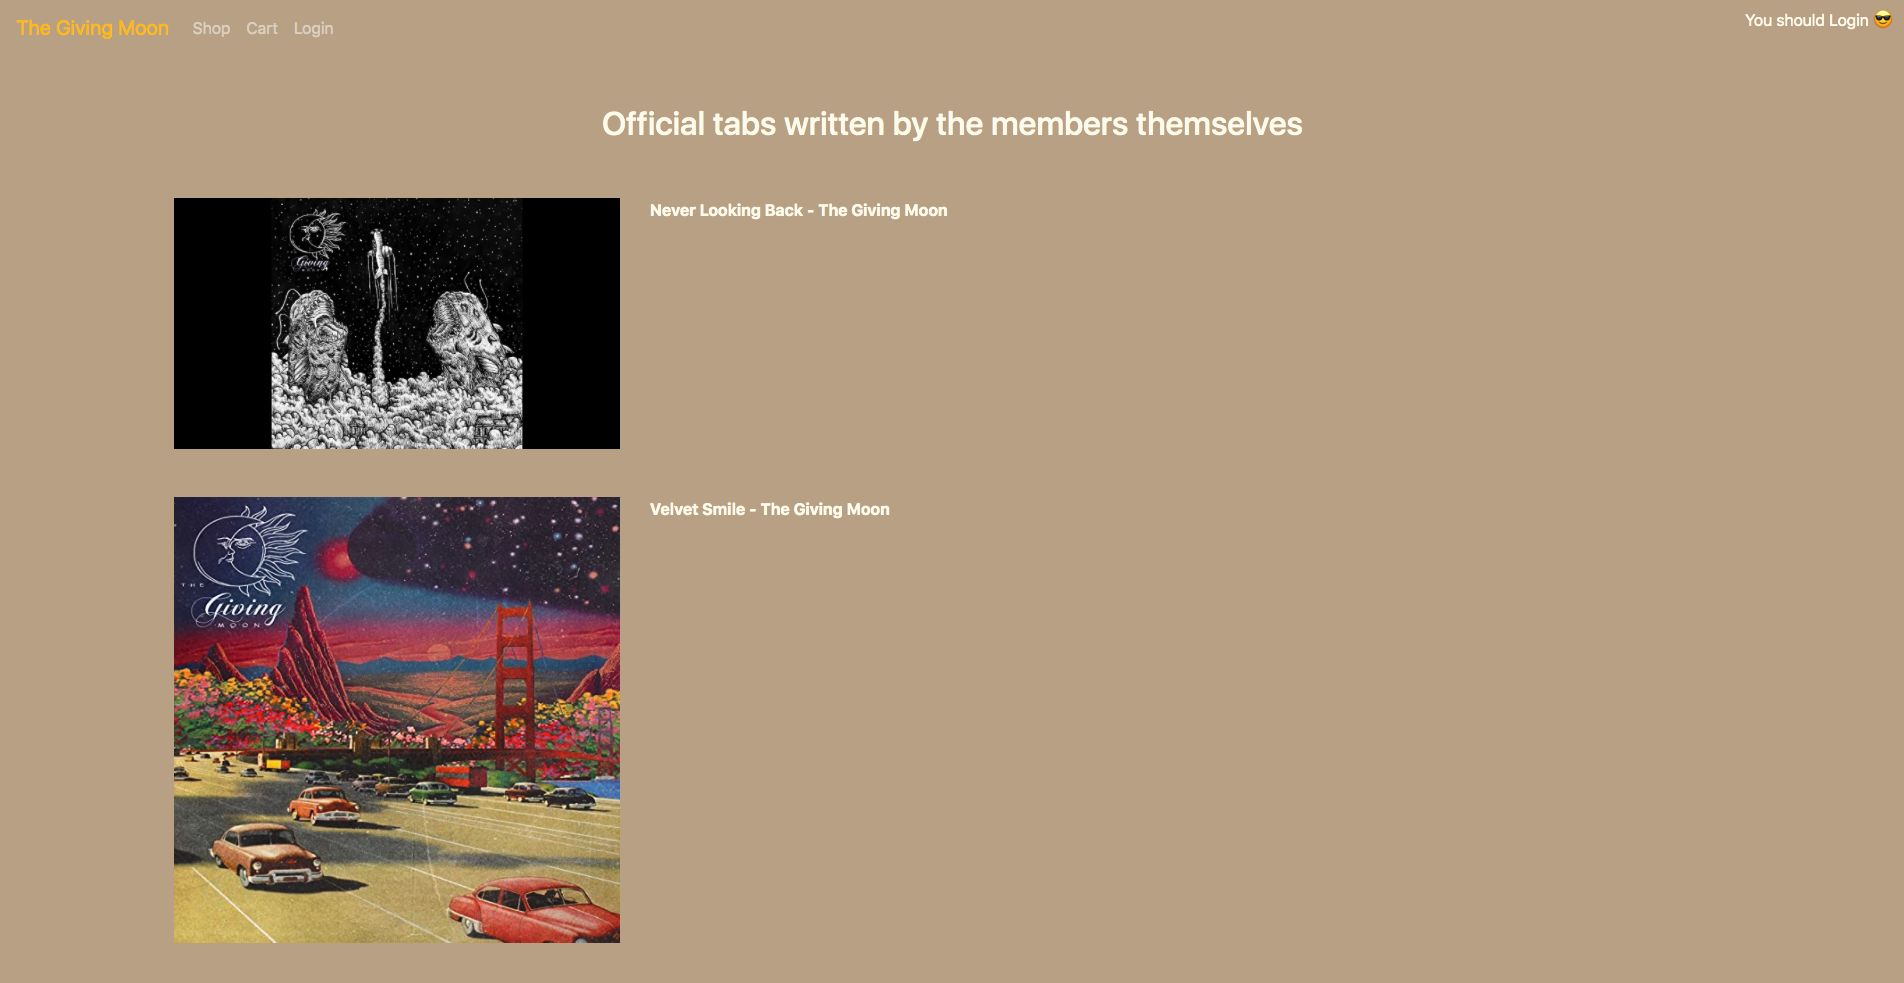 The Giving Moon Shop Cart Login You should Login 😎
Official tabs written by the members themselves
Never Looking Back - The Giving Moon
Giving
Velvet Smile - The Giving Moon
THE
Giving
MOON